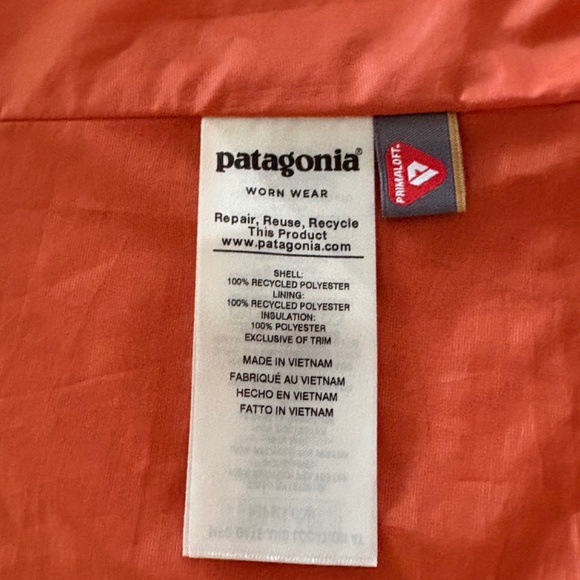 patagonia®
WORN WEAR
Repair, Reuse, Recycle
This Product
www.patagonia.com
SHELL:
100% RECYCLED POLYESTER
LINING:
100% RECYCLED POLYESTER
INSULATION:
100% POLYESTER
EXCLUSIVE OF TRIM
MADE IN VIETNAM
FABRIQUÉ AU VIETNAM
HECHO EN VIETNAM
FATTO IN VIETNAM
PRIMALOFT®